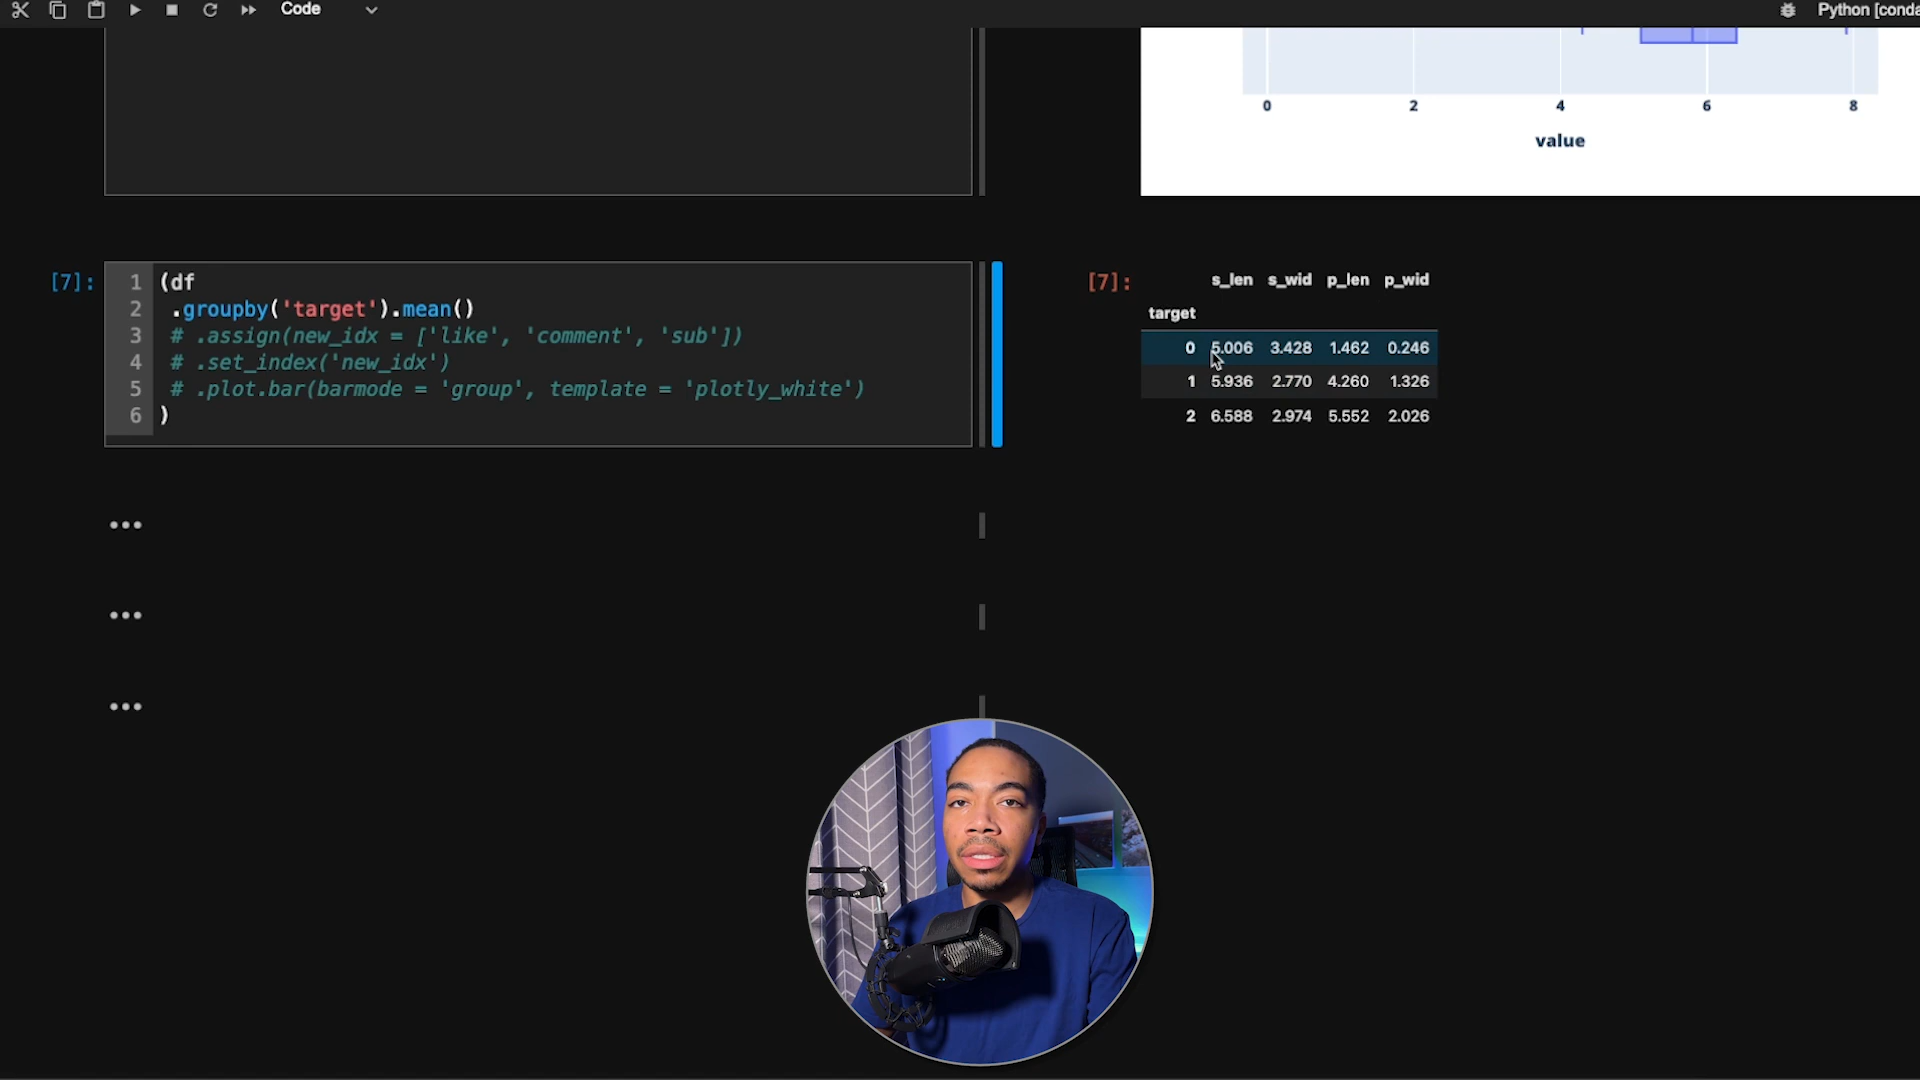 Code
Python [conda
0 2 4 6 8
value
[7]:
1 (df
2 .groupby('target').mean()
3 # .assign(new_idx = ['like', 'comment', 'sub'])
4 # .set_index('new_idx')
5 # .plot.bar(barmode = 'group', template = 'plotly_white')
6 )
[7]:
s_len s_wid p_len p_wid
target
0 5.006 3.428 1.462 0.246
1 5.936 2.770 4.260 1.326
2 6.588 2.974 5.552 2.026